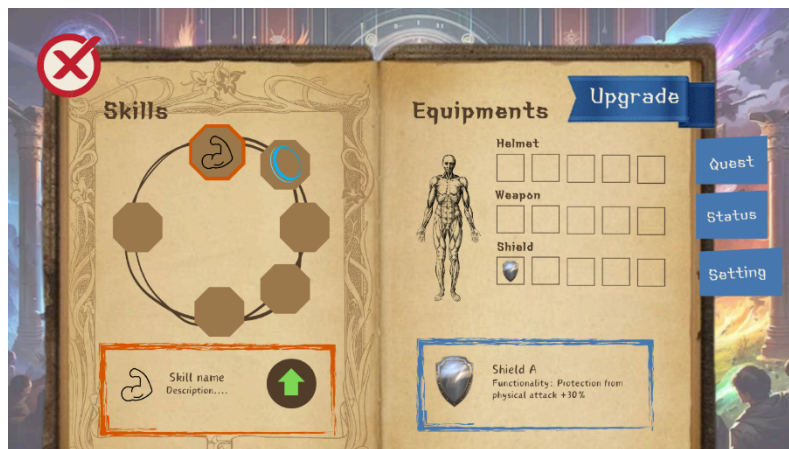 Skills
Skill name
Description....
Equipments
Upgrade
Helmet
Weapon
Shield
Shield A
Functionality: Protection from
physical attack +30%
Quest
Status
Setting